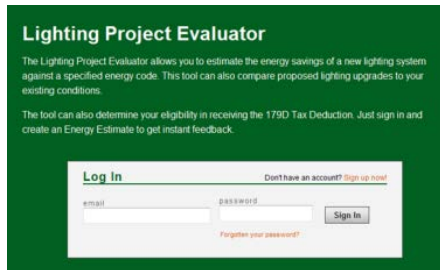 Lighting Project Evaluator
The Lighting Project Evaluator allows you to estimate the energy savings of a new lighting system
against a specified energy code. This tool can also compare proposed lighting upgrades to your
existing conditions.
The tool can also determine your eligibility in receiving the 179D Tax Deduction. Just sign in and
create an Energy Estimate to get instant feedback.
Log In
Don't have an account? Sign up now!
email
password
Sign In
Forgotten your password?